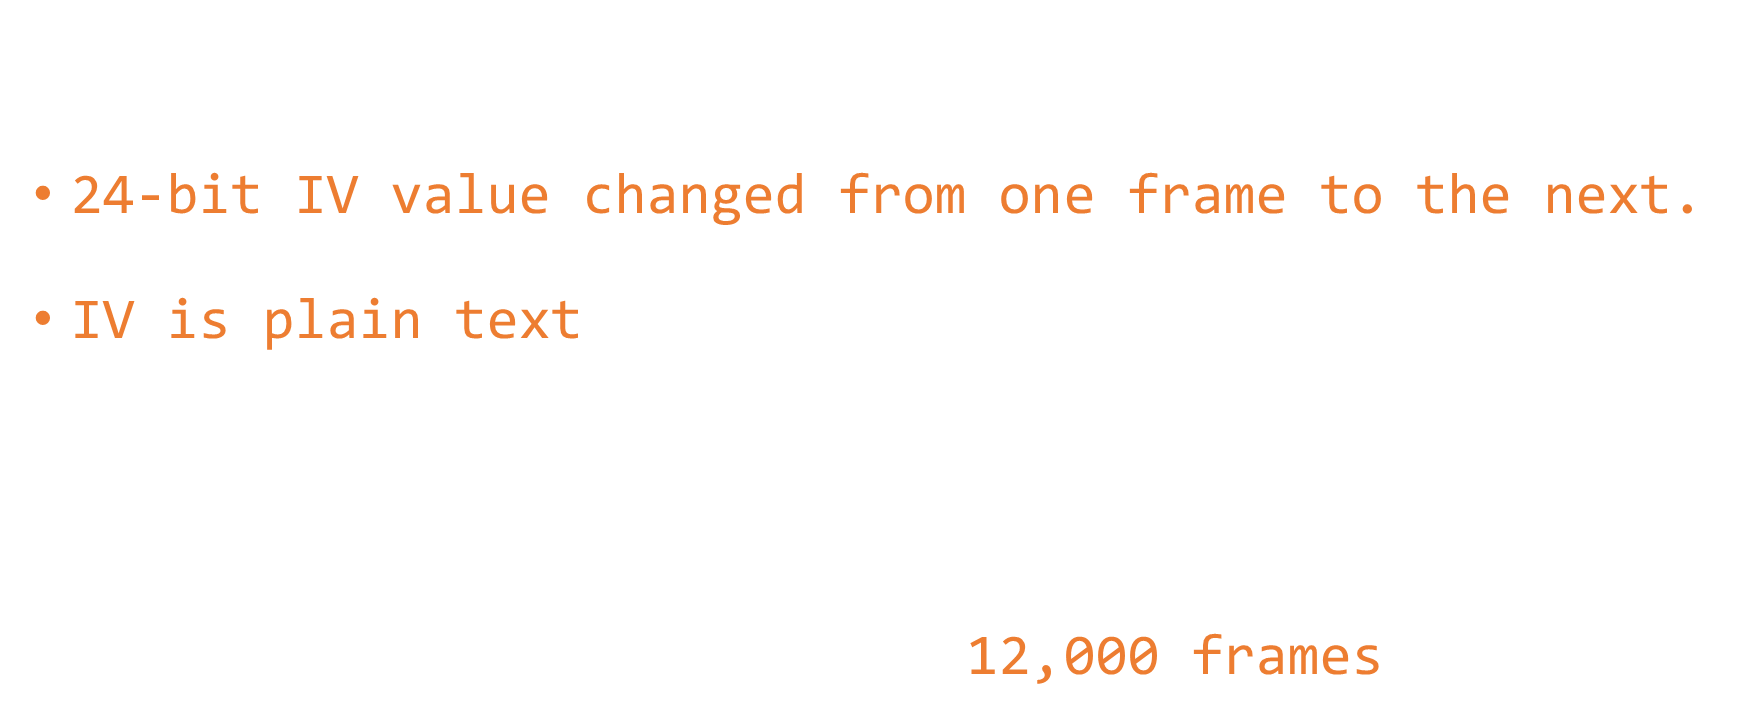 • 24-bit IV value changed from one frame to the next.
• IV is plain text
12,000 frames